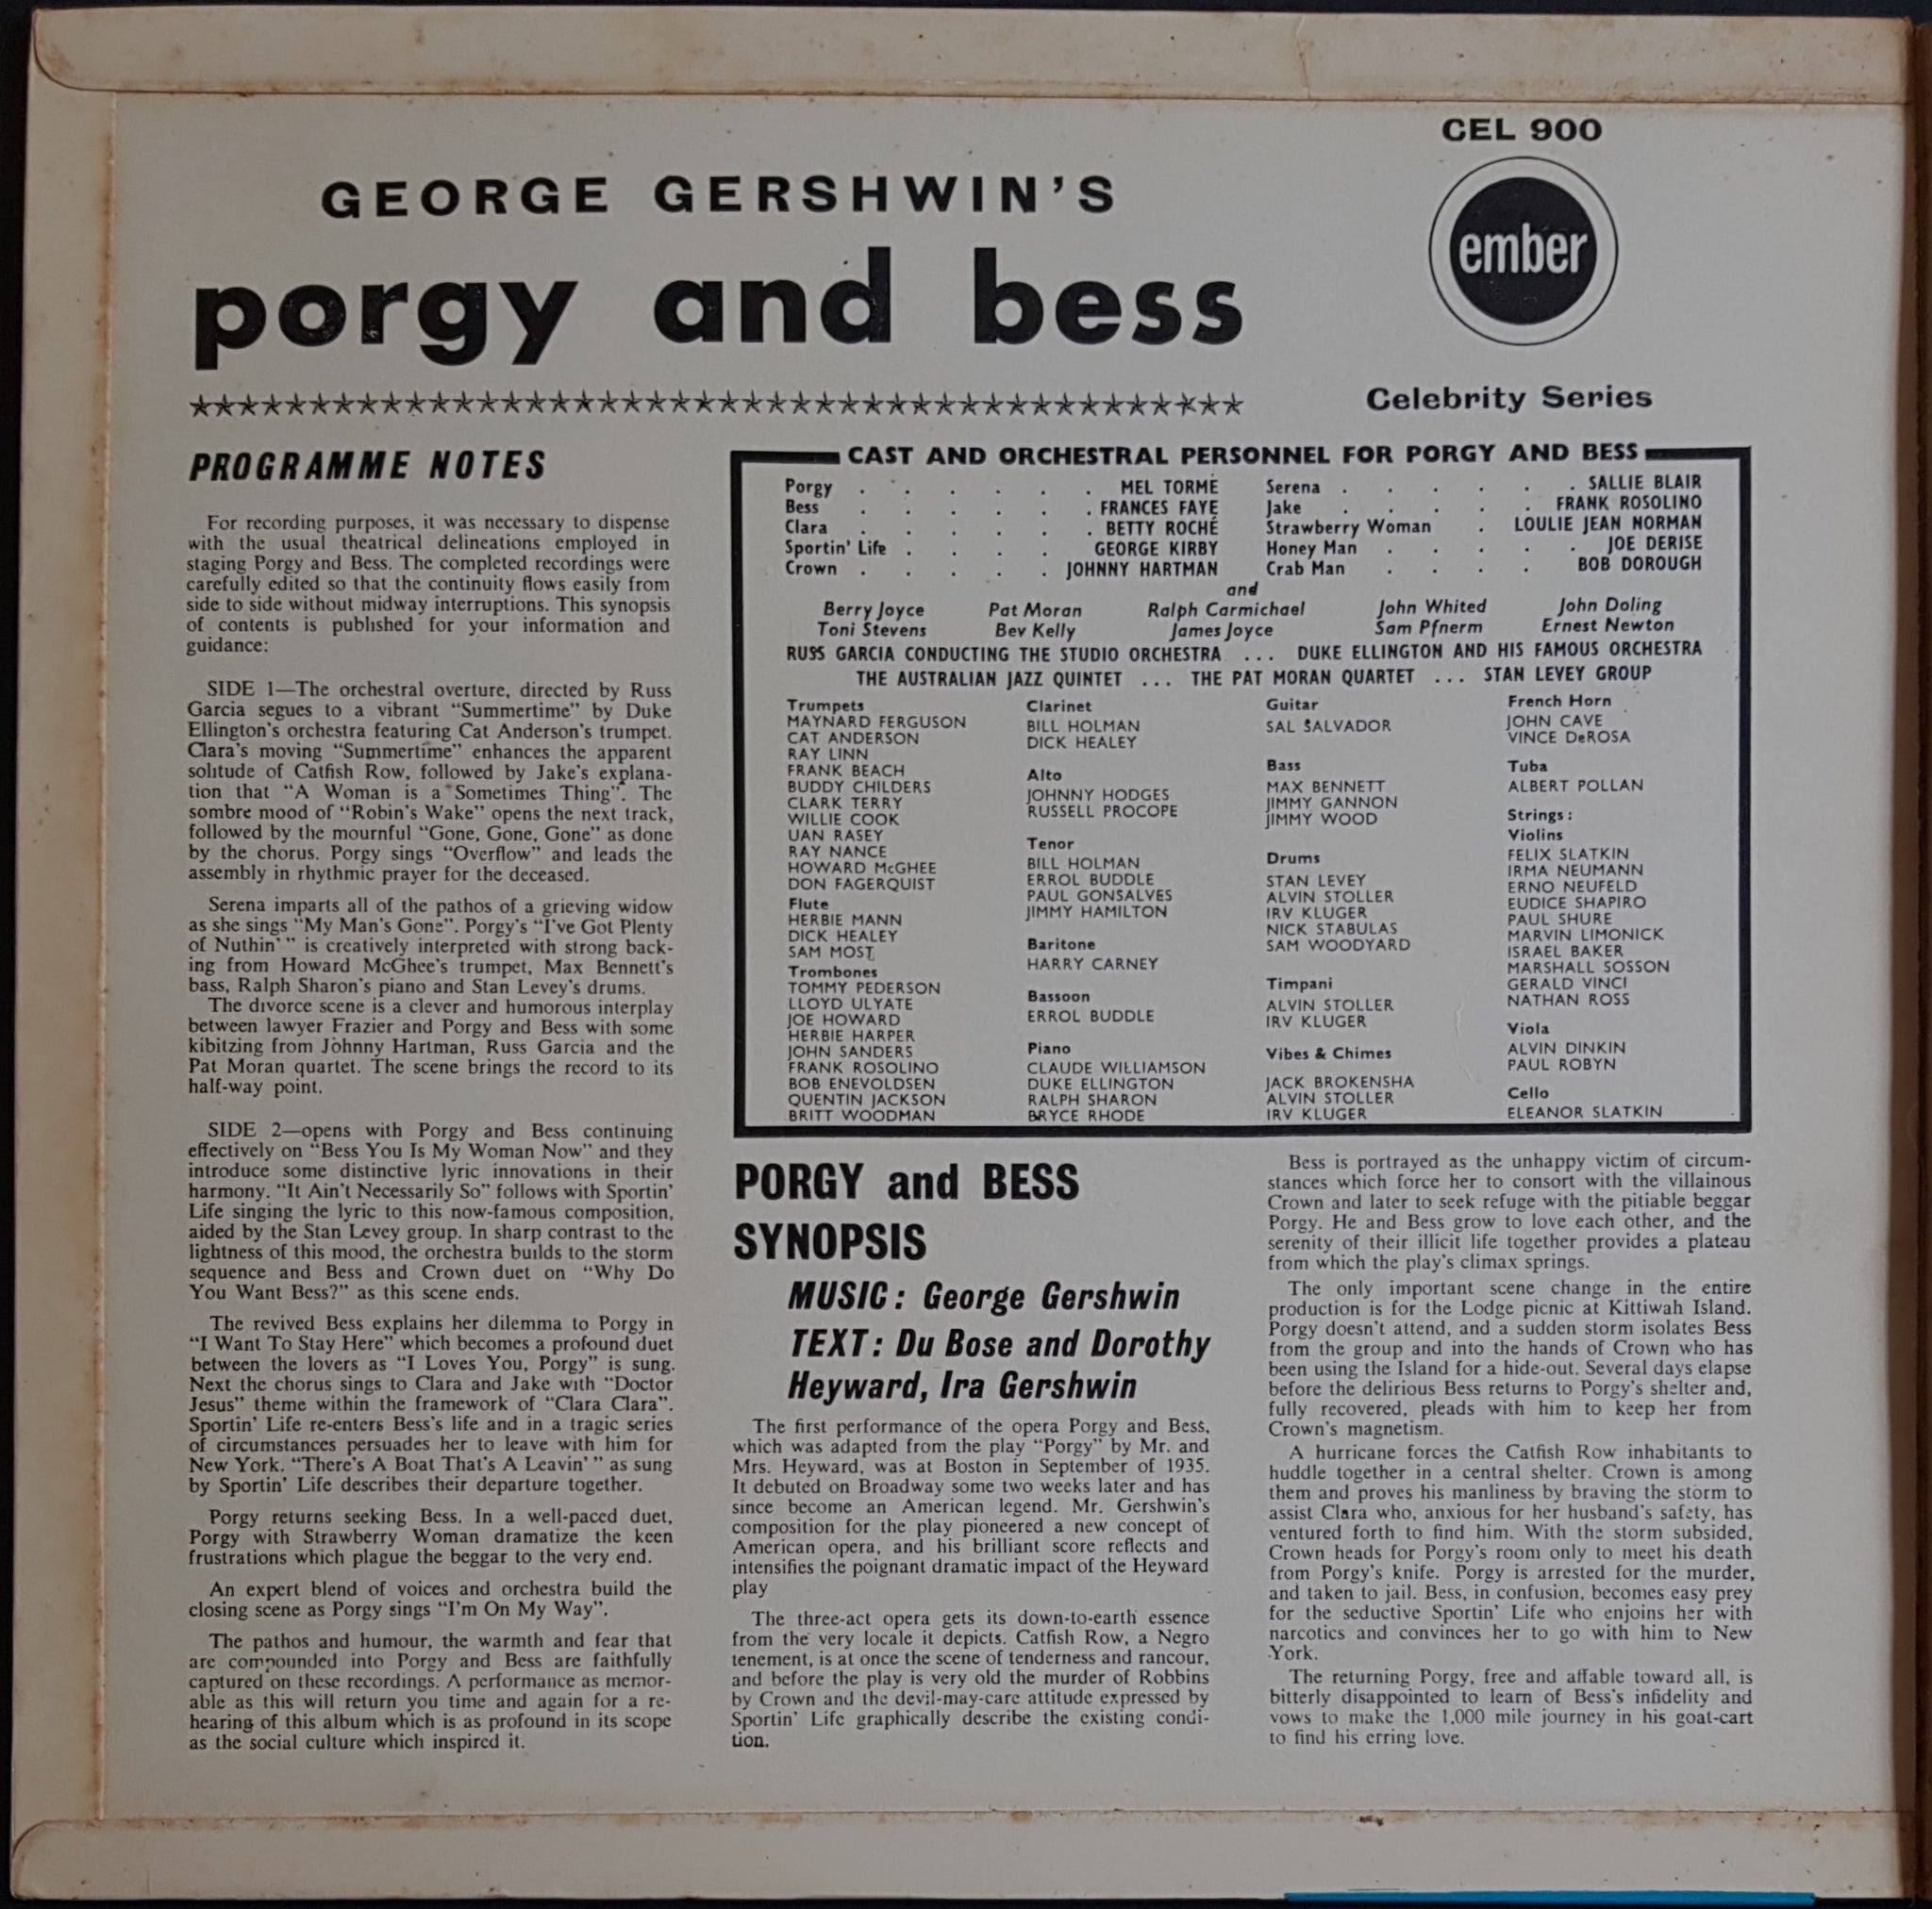 CEL 900
GEORGE GERSHWIN'S
porgy and bess
ember
Celebrity Series
PROGRAMME NOTES
For recording purposes, it was necessary to dispense
with the usual theatrical delineations employed in
staging Porgy and Bess. The completed recordings were
carefully edited so that the continuity flows easily from
side to side without midway interruptions. This synopsis
of contents is published for your information and
guidance:
SIDE 1—The orchestral overture, directed by Russ
Garcia segues to a vibrant “Summertime” by Duke
Ellington's orchestra featuring Cat Anderson's trumpet.
Clara's moving “Summertime” enhances the apparent
solitude of Catfish Row, followed by Jake's explana-
tion that “A Woman is a Sometimes Thing”. The
sombre mood of “Robin's Wake” opens the next track,
followed by the mournful “Gone, Gone, Gone” as done
by the chorus. Porgy sings “Overflow” and leads the
assembly in rhythmic prayer for the deceased.
Serena imparts all of the pathos of a grieving widow
as she sings “My Man's Gone”. Porgy's “I've Got Plenty
of Nuthin' ” is creatively interpreted with strong back-
ing from Howard McGhee's trumpet, Max Bennett's
bass, Ralph Sharon's piano and Stan Levey's drums.
The divorce scene is a clever and humorous interplay
between lawyer Frazier and Porgy and Bess with some
kibitzing from Johnny Hartman, Russ Garcia and the
Pat Moran quartet. The scene brings the record to its
half-way point.
SIDE 2—opens with Porgy and Bess continuing
effectively on “Bess You Is My Woman Now” and they
introduce some distinctive lyric innovations in their
harmony. “It Ain't Necessarily So” follows with Sportin'
Life singing the lyric to this now-famous composition,
aided by the Stan Levey group. In sharp contrast to the
lightness of this mood, the orchestra builds to the storm
sequence and Bess and Crown duet on “Why Do
You Want Bess?” as this scene ends.
The revived Bess explains her dilemma to Porgy in
“I Want To Stay Here” which becomes a profound duet
between the lovers as “I Loves You, Porgy” is sung.
Next the chorus sings to Clara and Jake with “Doctor
Jesus” theme within the framework of “Clara Clara”.
Sportin' Life re-enters Bess's life and in a tragic series
of circumstances persuades her to leave with him for
New York. “There's A Boat That's A Leavin' ” as sung
by Sportin' Life describes their departure together.
Porgy returns seeking Bess. In a well-paced duet,
Porgy with Strawberry Woman dramatize the keen
frustrations which plague the beggar to the very end.
An expert blend of voices and orchestra build the
closing scene as Porgy sings “I'm On My Way”.
The pathos and humour, the warmth and fear that
are compounded into Porgy and Bess are faithfully
captured on these recordings. A performance as memor-
able as this will return you time and again for a re-
hearing of this album which is as profound in its scope
as the social culture which inspired it.
CAST AND ORCHESTRAL PERSONNEL FOR PORGY AND BESS
Porgy . . . . . . MEL TORMÉ
Bess . . . . . . FRANCES FAYE
Clara . . . . . . BETTY ROCHÉ
Sportin' Life . . . . GEORGE KIRBY
Crown . . . . . JOHNNY HARTMAN
Serena . . . . . . SALLIE BLAIR
Jake . . . . . FRANK ROSOLINO
Strawberry Woman . LOULIE JEAN NORMAN
Honey Man . . . . . JOE DERISE
Crab Man . . . . BOB DOROUGH
and
Berry Joyce Pat Moran Ralph Carmichael John Whited John Doling
Toni Stevens Bev Kelly James Joyce Sam Pfnerm Ernest Newton
RUSS GARCIA CONDUCTING THE STUDIO ORCHESTRA ... DUKE ELLINGTON AND HIS FAMOUS ORCHESTRA
THE AUSTRALIAN JAZZ QUINTET ... THE PAT MORAN QUARTET ... STAN LEVEY GROUP
Trumpets
MAYNARD FERGUSON
CAT ANDERSON
RAY LINN
FRANK BEACH
BUDDY CHILDERS
CLARK TERRY
WILLIE COOK
UAN RASEY
RAY NANCE
HOWARD McGHEE
DON FAGERQUIST
Flute
HERBIE MANN
DICK HEALEY
SAM MOST
Trombones
TOMMY PEDERSON
LLOYD ULYATE
JOE HOWARD
HERBIE HARPER
JOHN SANDERS
FRANK ROSOLINO
BOB ENEVOLDSEN
QUENTIN JACKSON
BRITT WOODMAN
Clarinet
BILL HOLMAN
DICK HEALEY
Alto
JOHNNY HODGES
RUSSELL PROCOPE
Tenor
BILL HOLMAN
ERROL BUDDLE
PAUL GONSALVES
JIMMY HAMILTON
Baritone
HARRY CARNEY
Bassoon
ERROL BUDDLE
Piano
CLAUDE WILLIAMSON
DUKE ELLINGTON
RALPH SHARON
BRYCE RHODE
Guitar
SAL SALVADOR
Bass
MAX BENNETT
JIMMY GANNON
JIMMY WOOD
Drums
STAN LEVEY
ALVIN STOLLER
IRV KLUGER
NICK STABULAS
SAM WOODYARD
Timpani
ALVIN STOLLER
IRV KLUGER
Vibes & Chimes
JACK BROKENSHA
ALVIN STOLLER
IRV KLUGER
French Horn
JOHN CAVE
VINCE DeROSA
Tuba
ALBERT POLLAN
Strings :
Violins
FELIX SLATKIN
IRMA NEUMANN
ERNO NEUFELD
EUDICE SHAPIRO
PAUL SHURE
MARVIN LIMONICK
ISRAEL BAKER
MARSHALL SOSSON
GERALD VINCI
NATHAN ROSS
Viola
ALVIN DINKIN
PAUL ROBYN
Cello
ELEANOR SLATKIN
PORGY and BESS
SYNOPSIS
MUSIC : George Gershwin
TEXT : Du Bose and Dorothy
Heyward, Ira Gershwin
The first performance of the opera Porgy and Bess,
which was adapted from the play “Porgy” by Mr. and
Mrs. Heyward, was at Boston in September of 1935.
It debuted on Broadway some two weeks later and has
since become an American legend. Mr. Gershwin's
composition for the play pioneered a new concept of
American opera, and his brilliant score reflects and
intensifies the poignant dramatic impact of the Heyward
play
The three-act opera gets its down-to-earth essence
from the very locale it depicts. Catfish Row, a Negro
tenement, is at once the scene of tenderness and rancour,
and before the play is very old the murder of Robbins
by Crown and the devil-may-care attitude expressed by
Sportin' Life graphically describe the existing condi-
tion.
Bess is portrayed as the unhappy victim of circum-
stances which force her to consort with the villainous
Crown and later to seek refuge with the pitiable beggar
Porgy. He and Bess grow to love each other, and the
serenity of their illicit life together provides a plateau
from which the play's climax springs.
The only important scene change in the entire
production is for the Lodge picnic at Kittiwah Island.
Porgy doesn't attend, and a sudden storm isolates Bess
from the group and into the hands of Crown who has
been using the Island for a hide-out. Several days elapse
before the delirious Bess returns to Porgy's shelter and,
fully recovered, pleads with him to keep her from
Crown's magnetism.
A hurricane forces the Catfish Row inhabitants to
huddle together in a central shelter. Crown is among
them and proves his manliness by braving the storm to
assist Clara who, anxious for her husband's safety, has
ventured forth to find him. With the storm subsided,
Crown heads for Porgy's room only to meet his death
from Porgy's knife. Porgy is arrested for the murder,
and taken to jail. Bess, in confusion, becomes easy prey
for the seductive Sportin' Life who enjoins her with
narcotics and convinces her to go with him to New
York.
The returning Porgy, free and affable toward all, is
bitterly disappointed to learn of Bess's infidelity and
vows to make the 1,000 mile journey in his goat-cart
to find his erring love.